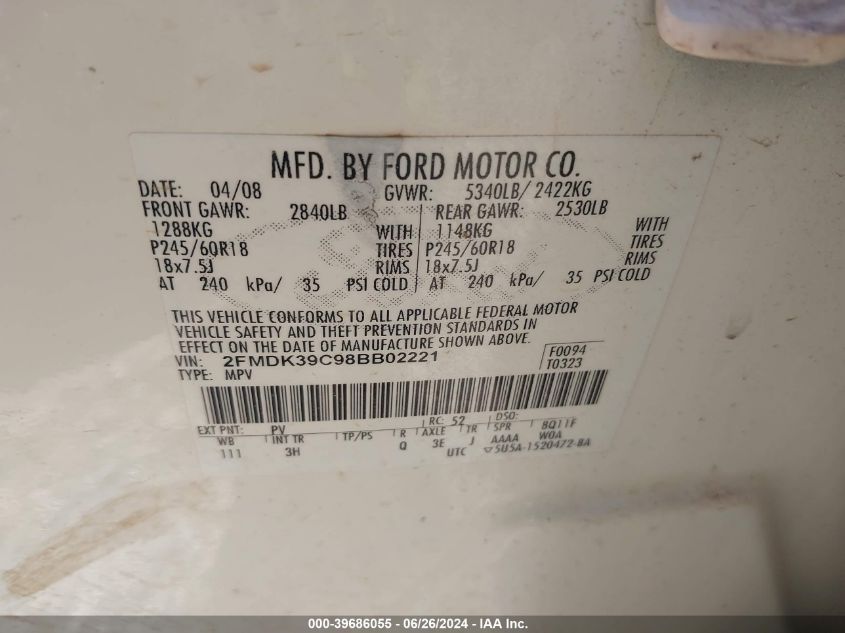 MFD. BY FORD MOTOR CO.
DATE: 04/08 GVWR: 5340LB/ 2422KG
FRONT GAWR: 2840LB REAR GAWR: 2530LB
1288KG WITH 1148KG WITH
P245/60R18 TIRES P245/60R18 TIRES
18x7.5J RIMS 18x7.5J RIMS
AT 240 kPa/ 35 PSI COLD AT 240 kPa/ 35 PSI COLD
THIS VEHICLE CONFORMS TO ALL APPLICABLE FEDERAL MOTOR
VEHICLE SAFETY AND THEFT PREVENTION STANDARDS IN
EFFECT ON THE DATE OF MANUFACTURE SHOWN ABOVE.
VIN: 2FMDK39C98BB02221 F0094
TYPE: MPV T0323
EXT PNT: PV RC: 52 DSO:
WB INT TR TP/PS R AXLE TR SPR 8Q11F
111 3H Q 3E J AAAA W0A
UTC ▽5U5A-1520472-BA
000-39686055 - 06/26/2024 - IAA Inc.